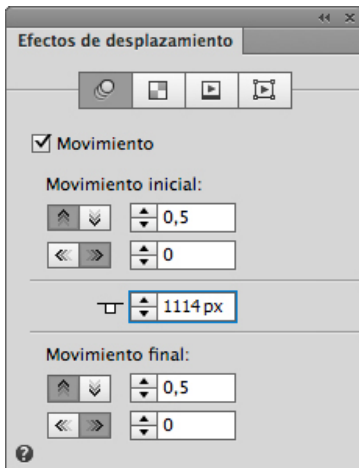 Efectos de desplazamiento
Movimiento
Movimiento inicial:
0,5
0
1114 px
Movimiento final:
0,5
0
?